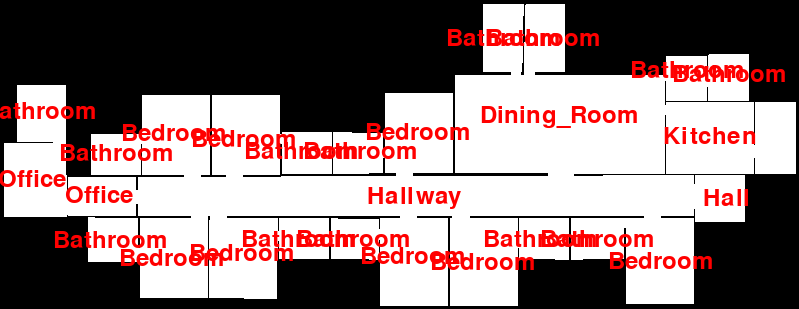 Bathroom Bathroom
Bathroom Bathroom
Bathroom
Dining_Room
Bedroom Bedroom Bedroom
Kitchen
Bathroom Bathroom Bathroom
Office
Office Hallway Hall
Bathroom Bathroom Bathroom Bathroom Bathroom
Bedroom Bedroom Bedroom Bedroom Bedroom